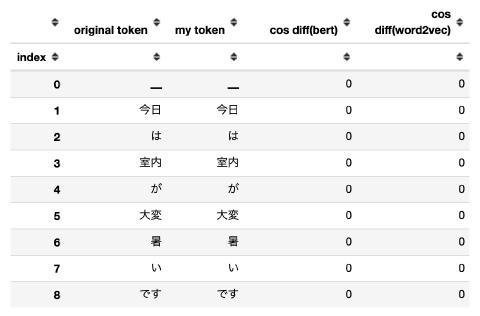 original token my token cos diff(bert) cos diff(word2vec)
index
0 ▁ ▁ 0 0
1 今日 今日 0 0
2 は は 0 0
3 室内 室内 0 0
4 が が 0 0
5 大変 大変 0 0
6 暑 暑 0 0
7 い い 0 0
8 です です 0 0